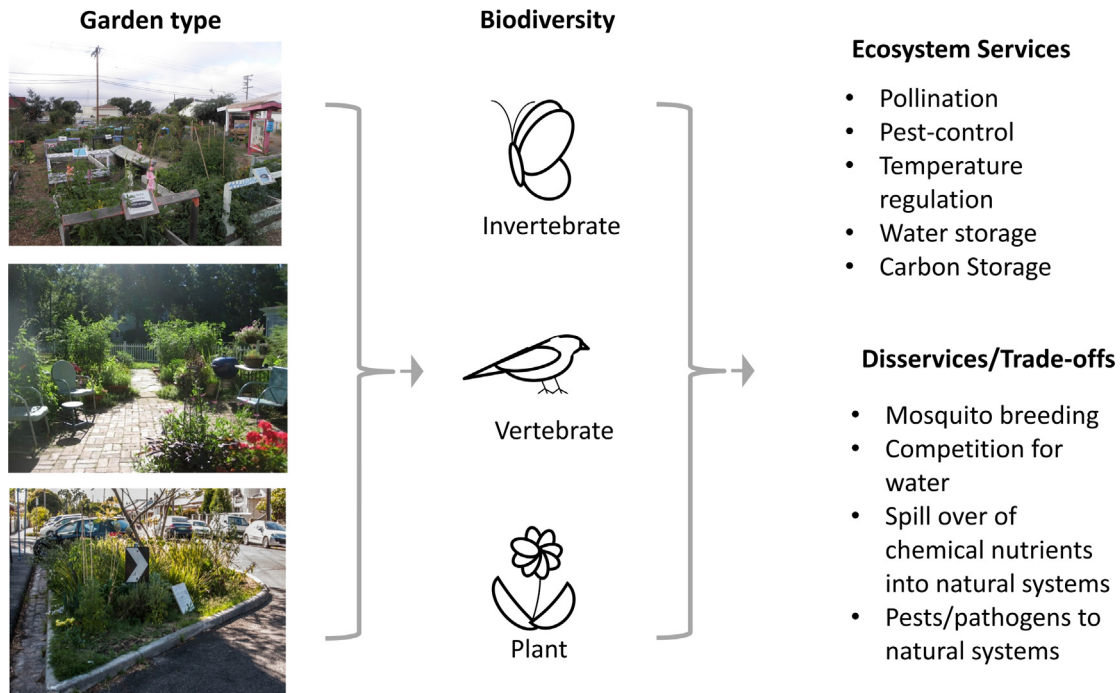 Garden type
Biodiversity
Invertebrate
Vertebrate
Plant
Ecosystem Services
• Pollination
• Pest-control
• Temperature
regulation
• Water storage
• Carbon Storage
Disservices/Trade-offs
• Mosquito breeding
• Competition for
water
• Spill over of
chemical nutrients
into natural systems
• Pests/pathogens to
natural systems